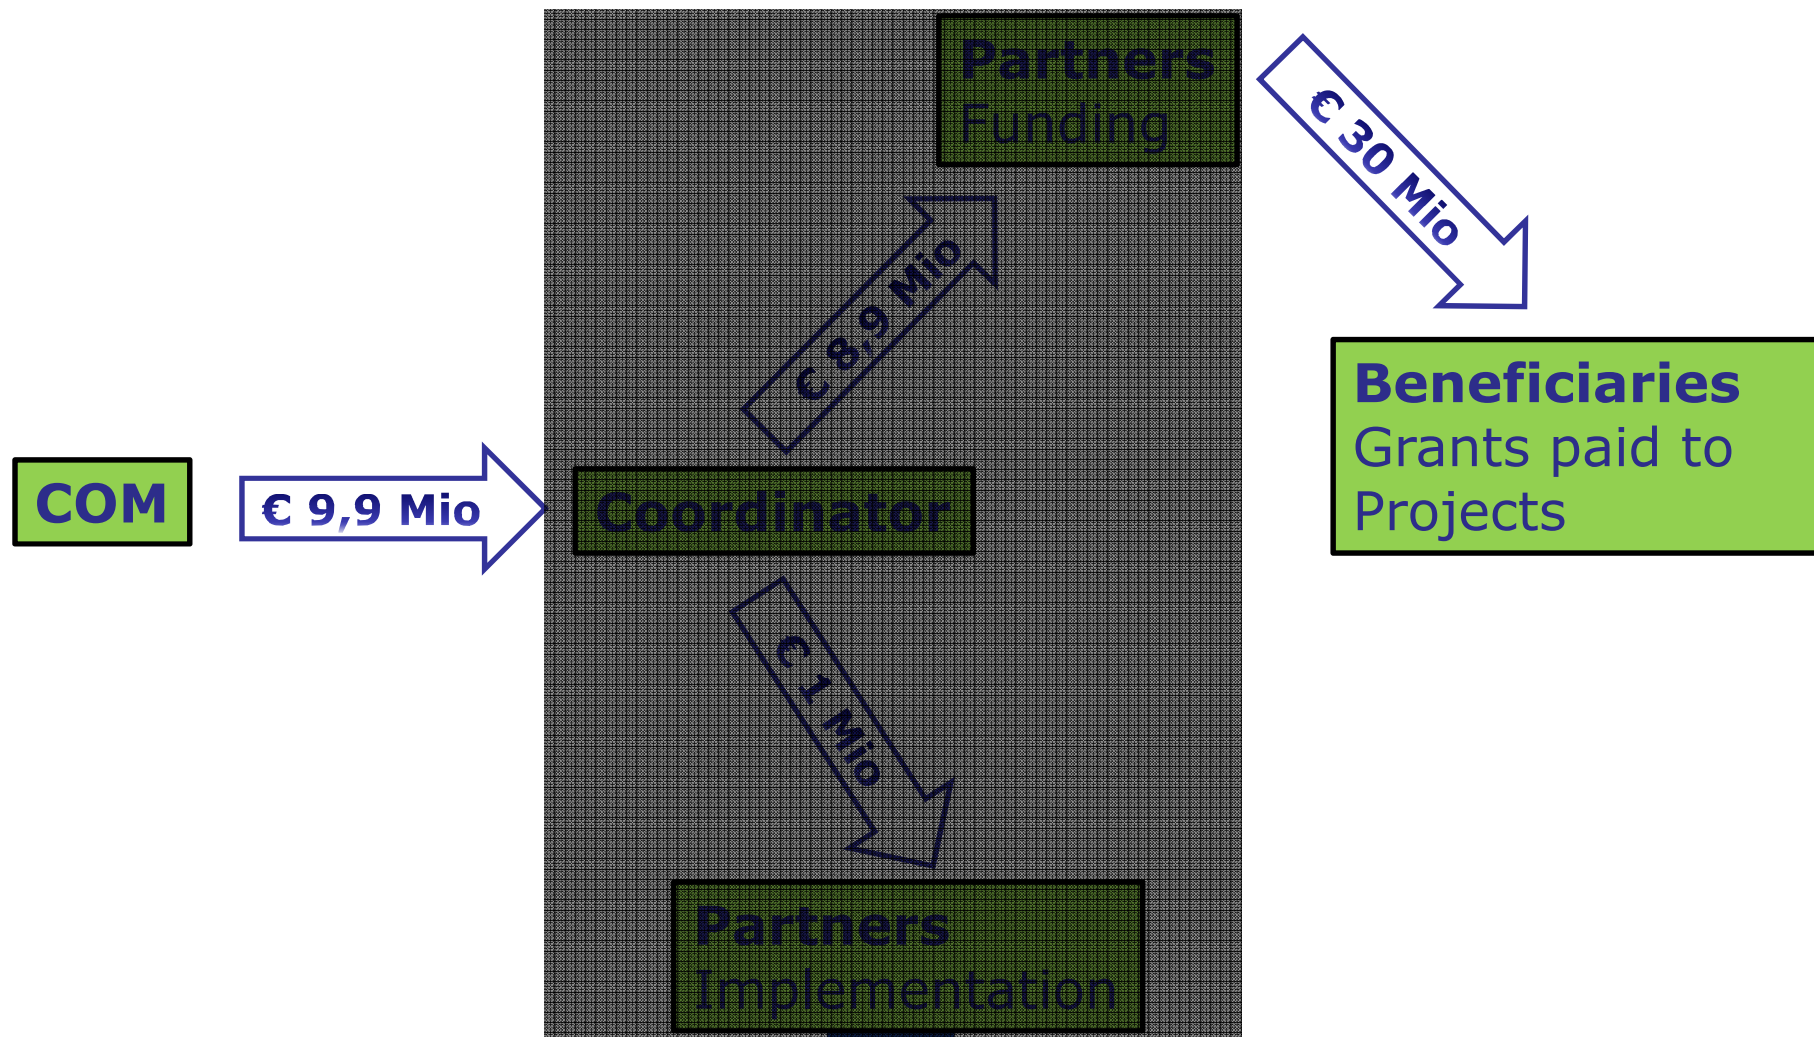 Partners
Funding
€ 30 Mio
€ 8,9 Mio
Beneficiaries
Grants paid to
Projects
COM
€ 9,9 Mio
Coordinator
€ 1 Mio
Partners
Implementation